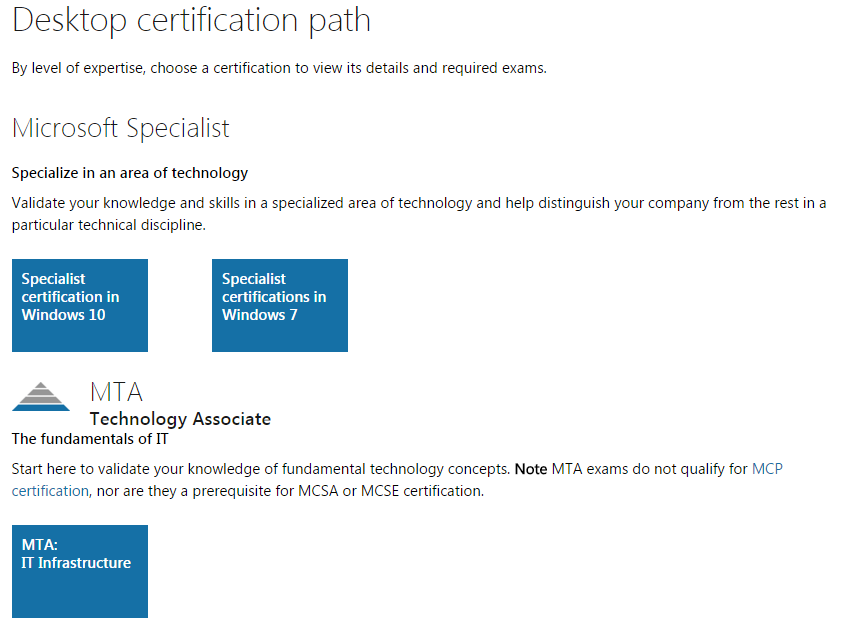 Desktop certification path
By level of expertise, choose a certification to view its details and required exams.
Microsoft Specialist
Specialize in an area of technology
Validate your knowledge and skills in a specialized area of technology and help distinguish your company from the rest in a
particular technical discipline.
Specialist
certification in
Windows 10
Specialist
certifications in
Windows 7
MTA
Technology Associate
The fundamentals of IT
Start here to validate your knowledge of fundamental technology concepts. Note MTA exams do not qualify for MCP
certification, nor are they a prerequisite for MCSA or MCSE certification.
MTA:
IT Infrastructure